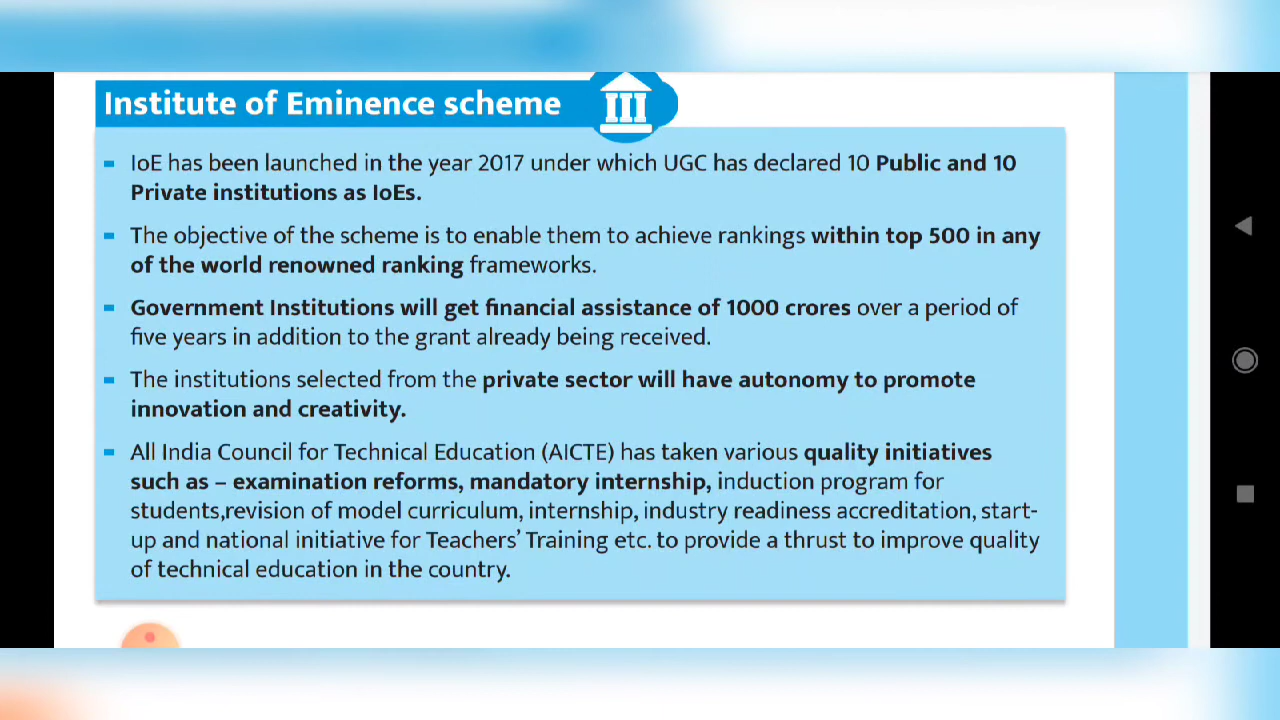 Institute of Eminence scheme
IoE has been launched in the year 2017 under which UGC has declared 10 Public and 10
Private institutions as IoEs.
The objective of the scheme is to enable them to achieve rankings within top 500 in any
of the world renowned ranking frameworks.
Government Institutions will get financial assistance of 1000 crores over a period of
five years in addition to the grant already being received.
The institutions selected from the private sector will have autonomy to promote
innovation and creativity.
All India Council for Technical Education (AICTE) has taken various quality initiatives
such as – examination reforms, mandatory internship, induction program for
students,revision of model curriculum, internship, industry readiness accreditation, start-
up and national initiative for Teachers’ Training etc. to provide a thrust to improve quality
of technical education in the country.